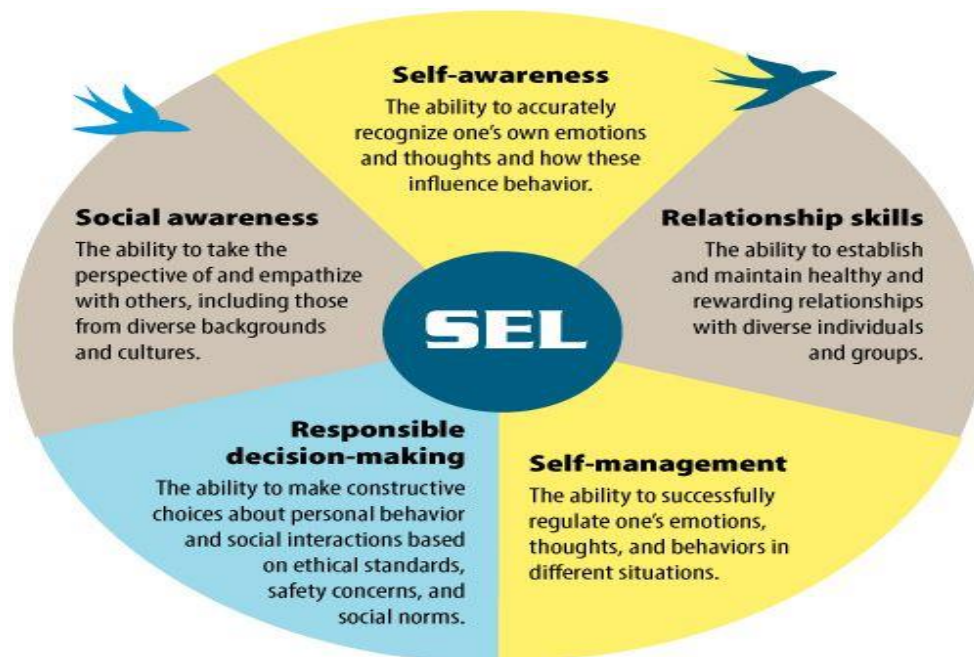 Self-awareness
The ability to accurately
recognize one’s own emotions
and thoughts and how these
influence behavior.
Social awareness
The ability to take the
perspective of and empathize
with others, including those
from diverse backgrounds
and cultures.
Relationship skills
The ability to establish
and maintain healthy and
rewarding relationships
with diverse individuals
and groups.
SEL
Responsible
decision-making
The ability to make constructive
choices about personal behavior
and social interactions based
on ethical standards,
safety concerns, and
social norms.
Self-management
The ability to successfully
regulate one’s emotions,
thoughts, and behaviors in
different situations.